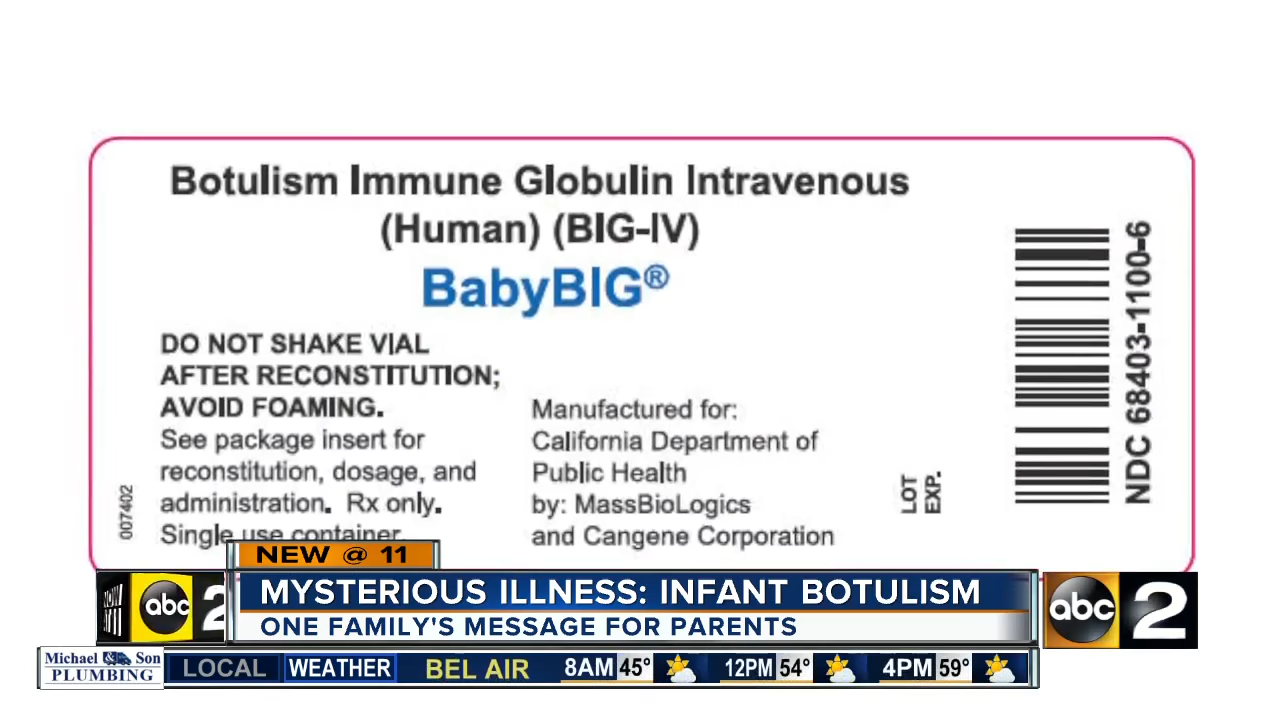 Botulism Immune Globulin Intravenous
(Human) (BIG-IV)
BabyBIG®
DO NOT SHAKE VIAL
AFTER RECONSTITUTION;
AVOID FOAMING.
See package insert for
reconstitution, dosage, and
administration. Rx only.
Single use container
Manufactured for:
California Department of
Public Health
by: MassBioLogics
and Cangene Corporation
007402
LOT
EXP.
NDC 68403-1100-6
NEW @ 11
MYSTERIOUS ILLNESS: INFANT BOTULISM
ONE FAMILY'S MESSAGE FOR PARENTS
abc 2
abc 2
Michael & Son
PLUMBING
LOCAL WEATHER BEL AIR 8AM 45° 12PM 54° 4PM 59°